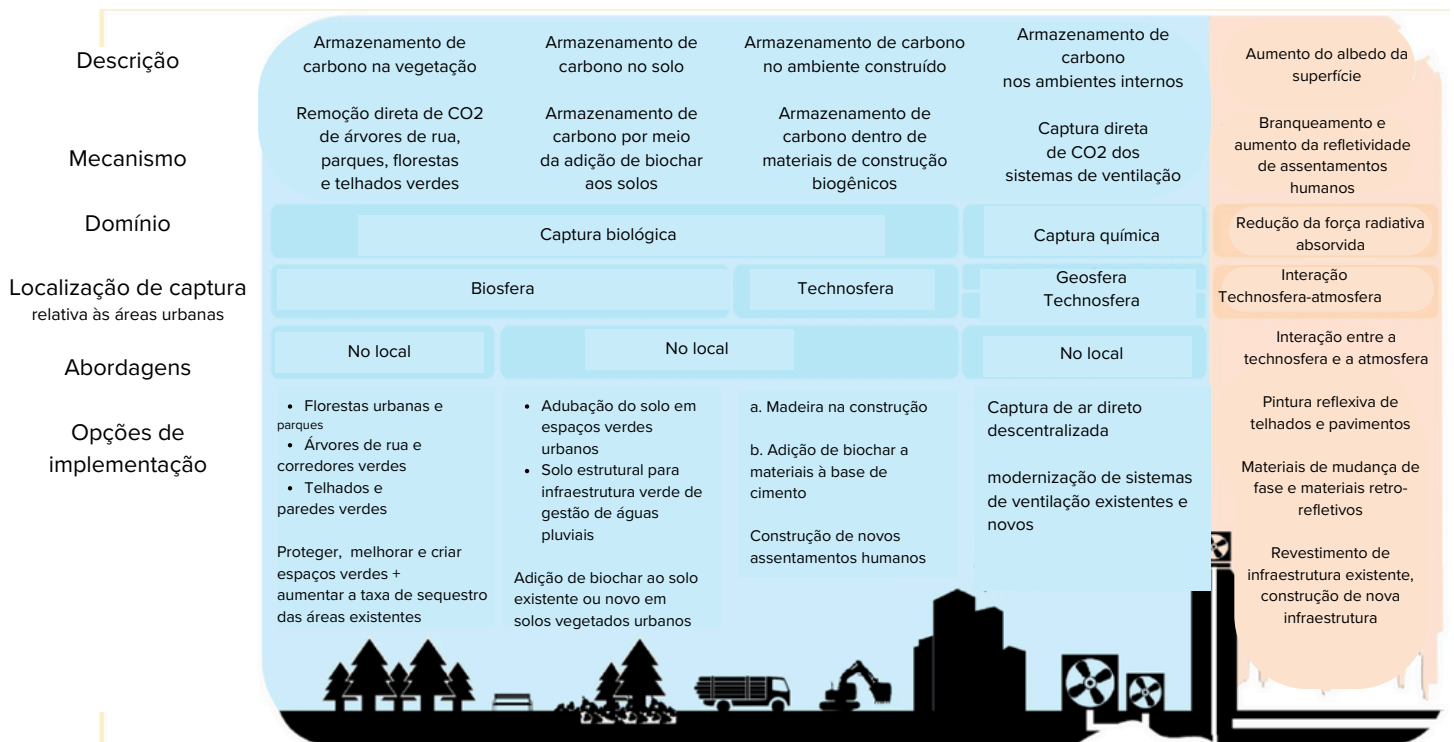 Descrição
Armazenamento de
carbono na vegetação
Armazenamento de
carbono no solo
Armazenamento de carbono
no ambiente construído
Armazenamento de
carbono
nos ambientes internos
Aumento do albedo da
superfície
Mecanismo
Remoção direta de CO2
de árvores de rua,
parques, florestas
e telhados verdes
Armazenamento de
carbono por meio
da adição de biochar
aos solos
Armazenamento de
carbono dentro de
materiais de construção
biogênicos
Captura direta
de CO2 dos
sistemas de ventilação
Branqueamento e
aumento da refletividade
de assentamentos
humanos
Domínio
Captura biológica
Captura química
Redução da força radiativa
absorvida
Localização de captura
relativa às áreas urbanas
Biosfera
Technosfera
Geosfera
Technosfera
Interação
Technosfera-atmosfera
Abordagens
No local
No local
No local
Interação entre a
technosfera e a atmosfera
Opções de
implementação
• Florestas urbanas e
parques
• Árvores de rua e
corredores verdes
• Telhados e
paredes verdes
Proteger, melhorar e criar
espaços verdes +
aumentar a taxa de sequestro
das áreas existentes
• Adubação do solo em
espaços verdes
urbanos
• Solo estrutural para
infraestrutura verde de
gestão de águas
pluviais
Adição de biochar ao solo
existente ou novo em
solos vegetados urbanos
a. Madeira na construção
b. Adição de biochar a
materiais à base de
cimento
Construção de novos
assentamentos humanos
Captura de ar direto
descentralizada
modernização de sistemas
de ventilação existentes e
novos
Pintura reflexiva de
telhados e pavimentos
Materiais de mudança de
fase e materiais retro-
refletivos
Revestimento de
infraestrutura existente,
construção de nova
infraestrutura